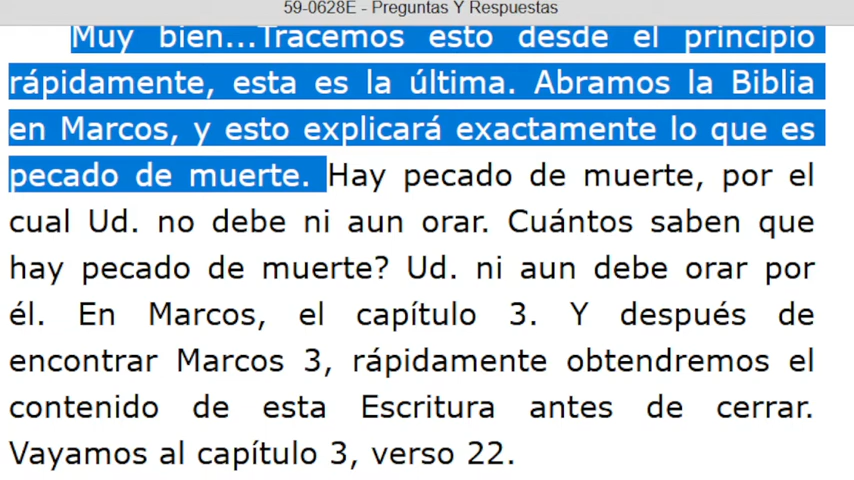 59-0628E - Preguntas Y Respuestas
Muy bien...Tracemos esto desde el principio
rápidamente, esta es la última. Abramos la Biblia
en Marcos, y esto explicará exactamente lo que es
pecado de muerte. Hay pecado de muerte, por el
cual Ud. no debe ni aun orar. Cuántos saben que
hay pecado de muerte? Ud. ni aun debe orar por
él. En Marcos, el capítulo 3. Y después de
encontrar Marcos 3, rápidamente obtendremos el
contenido de esta Escritura antes de cerrar.
Vayamos al capítulo 3, verso 22.